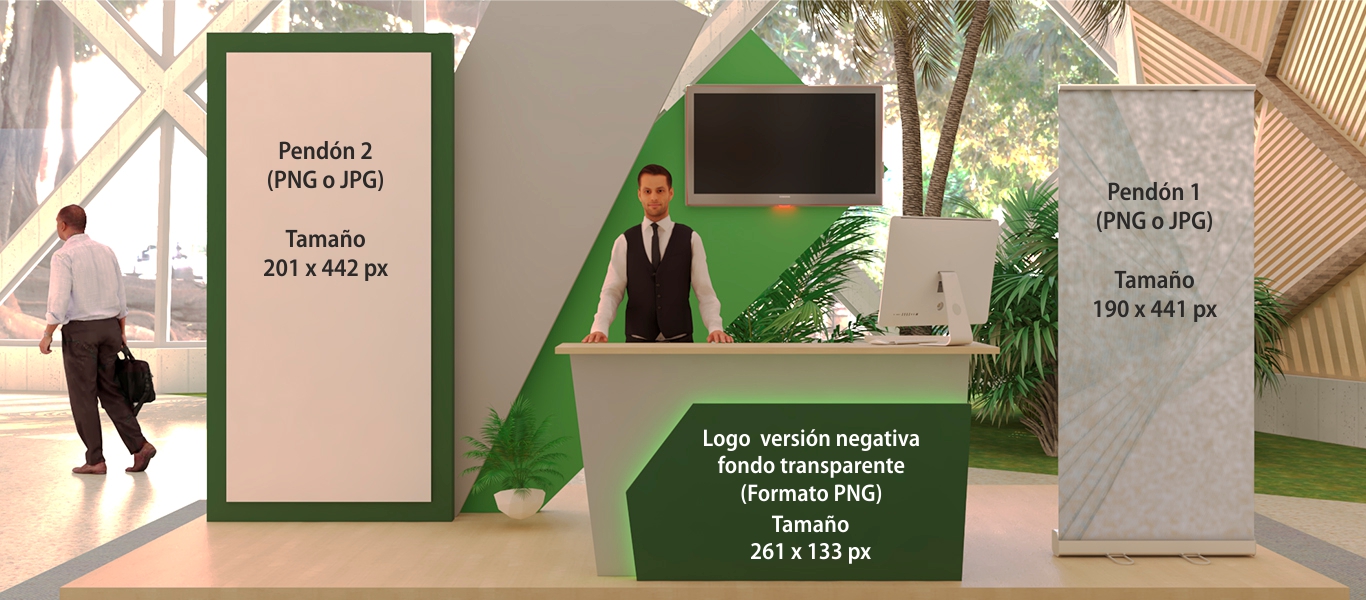 Pendón 2
(PNG o JPG)
Tamaño
201 x 442 px
Pendón 1
(PNG o JPG)
Tamaño
190 x 441 px
Logo versión negativa
fondo transparente
(Formato PNG)
Tamaño
261 x 133 px